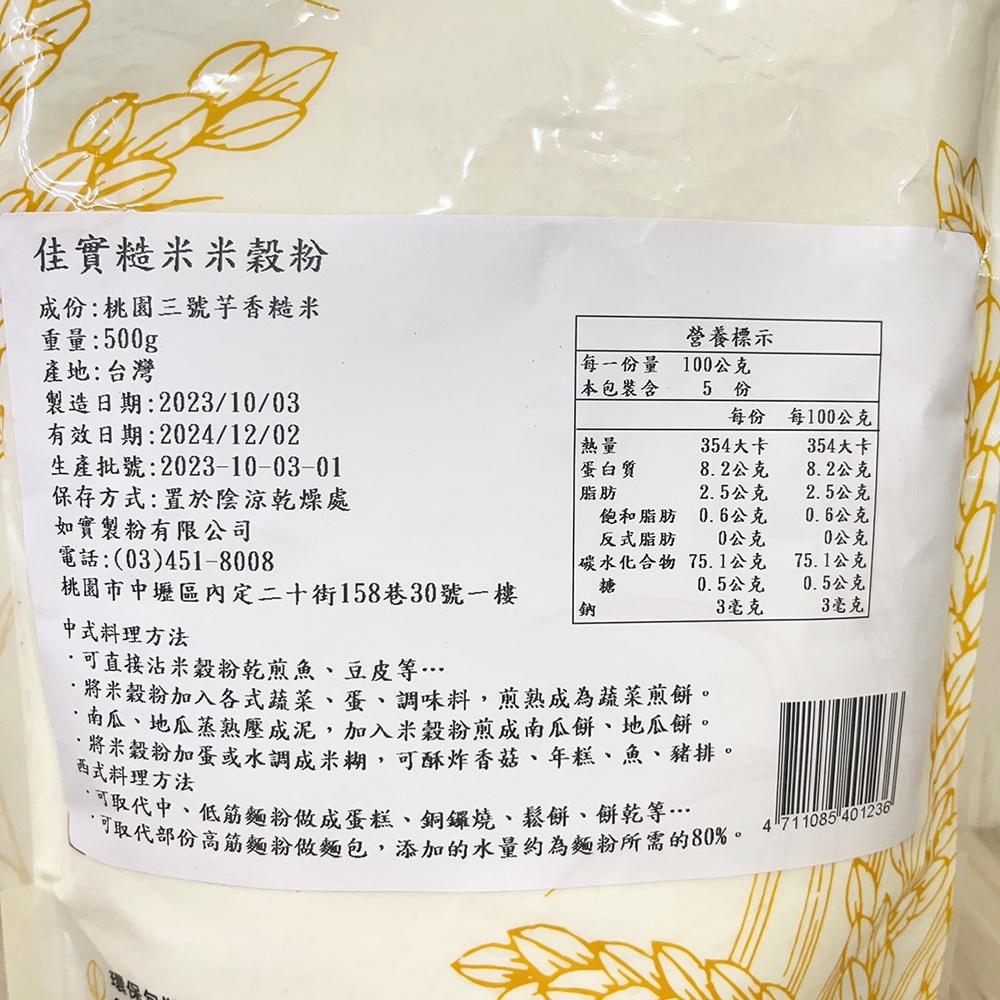 佳實糙米米穀粉
成份:桃園三號芋香糙米
重量:500g
產地:台灣
製造日期:2023/10/03
有效日期:2024/12/02
生產批號:2023-10-03-01
保存方式:置於陰涼乾燥處
如實製粉有限公司
電話:(03)451-8008
桃園市中壢區內定二十街158巷30號一樓
營養標示
每一份量 100公克
本包裝含 5 份
每份 每100公克
熱量 354大卡 354大卡
蛋白質 8.2公克 8.2公克
脂肪 2.5公克 2.5公克
飽和脂肪 0.6公克 0.6公克
反式脂肪 0公克 0公克
碳水化合物 75.1公克 75.1公克
糖 0.5公克 0.5公克
鈉 3毫克 3毫克
中式料理方法
·可直接沾米穀粉乾煎魚、豆皮等…
·將米穀粉加入各式蔬菜、蛋、調味料，煎熟成為蔬菜煎餅。
·南瓜、地瓜蒸熟壓成泥，加入米穀粉煎成南瓜餅、地瓜餅。
·將米穀粉加蛋或水調成米糊，可酥炸香菇、年糕、魚、豬排。
西式料理方法
·可取代中、低筋麵粉做成蛋糕、銅鑼燒、鬆餅、餅乾等…
·可取代部份高筋麵粉做麵包，添加的水量約為麵粉所需的80%。
4 711085 401236
環保包